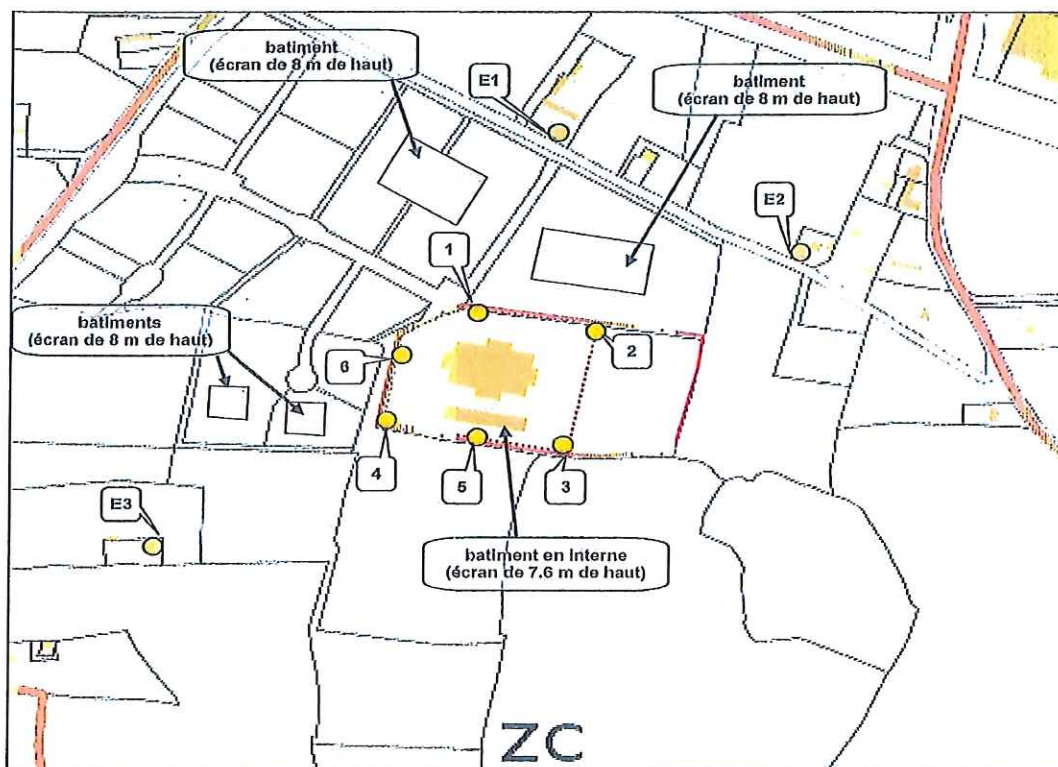 batiment
(écran de 8 m de haut)
E1
batiment
(écran de 8 m de haut)
E2
1
batiments
(écran de 8 m de haut)
2
6
4
5
3
E3
batiment en interne
(écran de 7.6 m de haut)
ZC